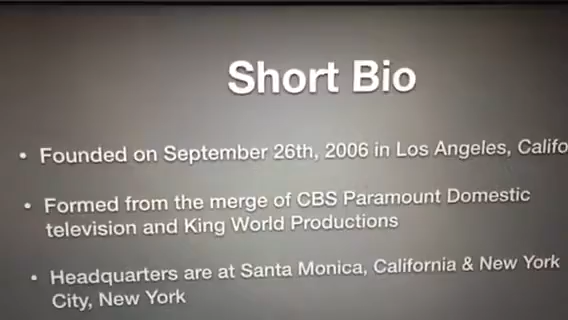 Short Bio
• Founded on September 26th, 2006 in Los Angeles, Califo
• Formed from the merge of CBS Paramount Domestic
television and King World Productions
• Headquarters are at Santa Monica, California & New York
City, New York